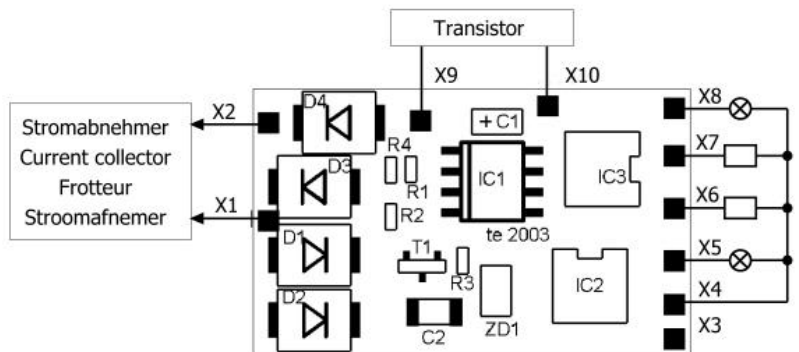 Transistor
X9
X10
X2
X1
Stromabnehmer
Current collector
Frotteur
Stroomafnemer
D4
D3
D1
D2
R4
R1
R2
+ C1
IC1
te 2003
IC3
T1
R3
C2
ZD1
IC2
X8
X7
X6
X5
X4
X3